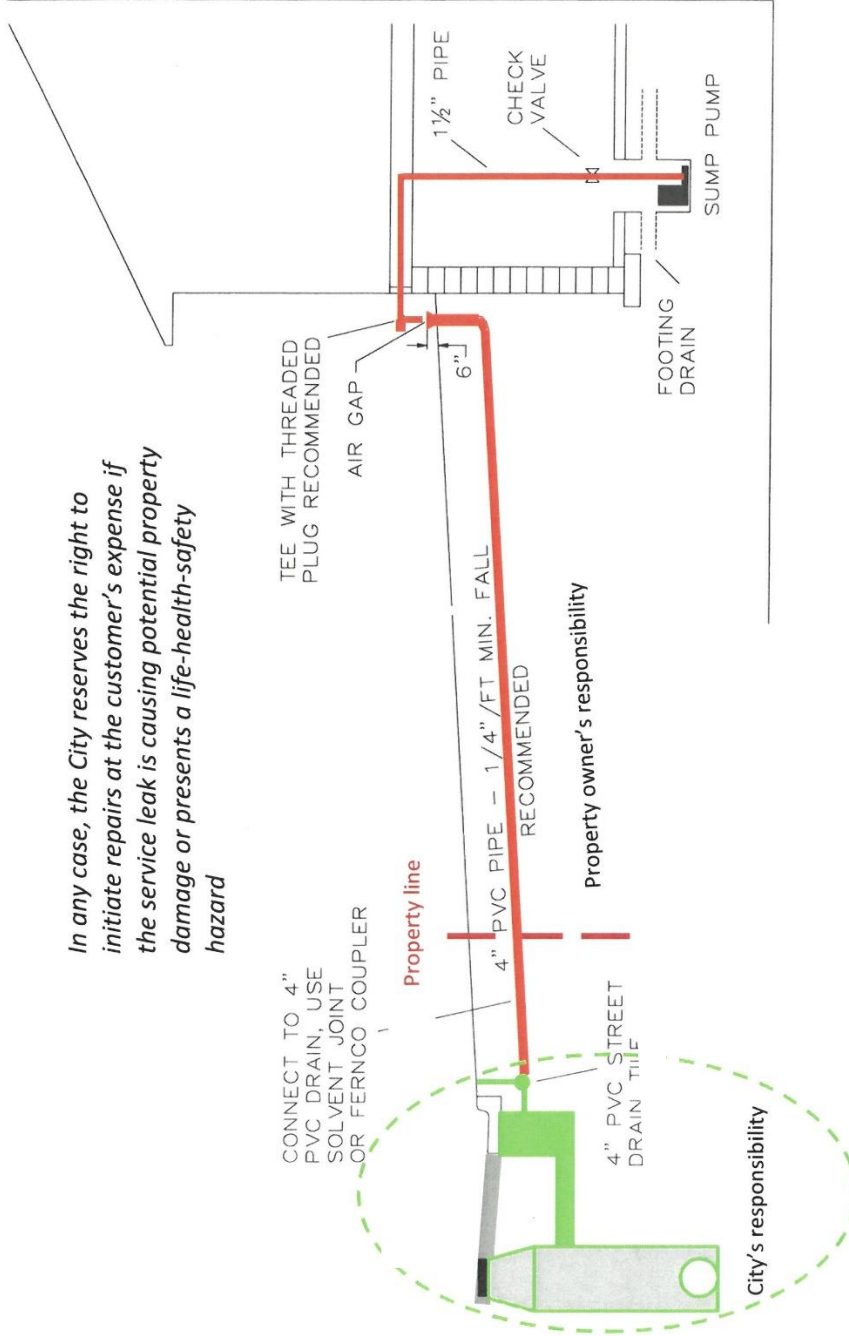 In any case, the City reserves the right to
initiate repairs at the customer's expense if
the service leak is causing potential property
damage or presents a life-health-safety
hazard
CONNECT TO 4"
PVC DRAIN, USE
SOLVENT JOINT
OR FERNCO COUPLER
Property line
TEE WITH THREADED
PLUG RECOMMENDED
AIR GAP
6"
1½" PIPE
CHECK
VALVE
4" PVC PIPE – 1/4"/FT MIN. FALL
RECOMMENDED
4" PVC STREET
DRAIN TILE
Property owner's responsibility
FOOTING
DRAIN
SUMP PUMP
City's responsibility